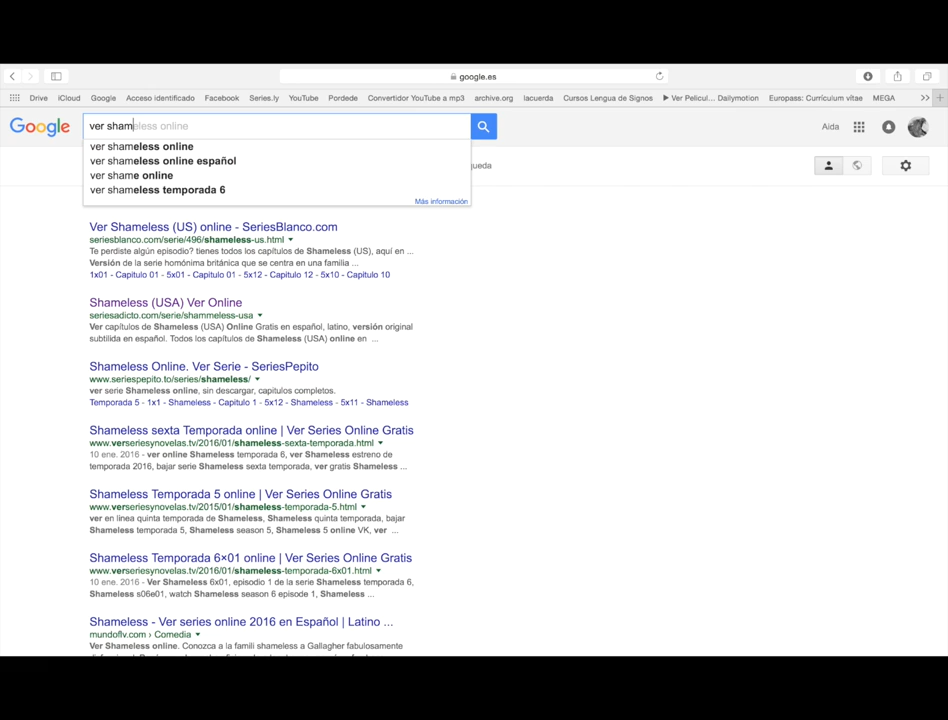 google.es
Drive iCloud Google Acceso identificado Facebook Series.ly YouTube Pordede Convertidor YouTube a mp3 archive.org lacuerda Cursos Lengua de Signos ▶ Ver Pelicul... Dailymotion Europass: Currículum vitae MEGA >> +
Google ver shameless online Aida
ver shameless online
ver shameless online español
ver shame online
ver shameless temporada 6
queda
Más información
Ver Shameless (US) online - SeriesBlanco.com
seriesblanco.com/serie/496/shameless-us.html
Te perdiste algún episodio? tienes todos los capítulos de Shameless (US), aquí en ...
Versión de la serie homónima británica que se centra en una familia ...
1x01 - Capitulo 01 - 5x01 - Capitulo 01 - 5x12 - Capitulo 12 - 5x10 - Capitulo 10
Shameless (USA) Ver Online
seriesadicto.com/serie/shammeless-usa
Ver capítulos de Shameless (USA) Online Gratis en español, latino, versión original
subtilida en español. Todos los capítulos de Shameless (USA) online en ...
Shameless Online. Ver Serie - SeriesPepito
www.seriespepito.to/series/shameless/
ver serie Shameless online, sin descargar, capitulos completos.
Temporada 5 - 1x1 - Shameless - Capitulo 1 - 5x12 - Shameless - 5x11 - Shameless
Shameless sexta Temporada online | Ver Series Online Gratis
www.verseriesynovelas.tv/2016/01/shameless-sexta-temporada.html
10 ene. 2016 - ver online Shameless temporada 6, ver Shameless estreno de
temporada 2016, bajar serie Shameless sexta temporada, ver gratis Shameless ...
Shameless Temporada 5 online | Ver Series Online Gratis
www.verseriesynovelas.tv/2015/01/shameless-temporada-5.html
ver en linea quinta temporada de Shameless, Shameless quinta temporada, bajar
Shameless temporada 5, Shameless season 5, Shameless 5 online VK, ver ...
Shameless Temporada 6×01 online | Ver Series Online Gratis
www.verseriesynovelas.tv/2016/01/shameless-temporada-6x01.html
10 ene. 2016 - Ver Shameless 6x01, episodio 1 de la serie Shameless temporada 6,
Shameless s06e01, watch Shameless season 6 episode 1, Shameless ...
Shameless - Ver series online 2016 en Español | Latino ...
mundoflv.com › Comedia
Ver Shameless online. Conozca a la famili shameless a Gallagher fabulosamente